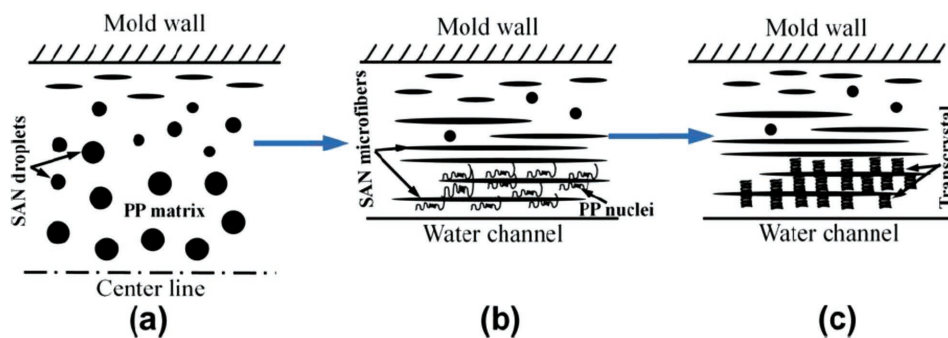 Mold wall
SAN droplets
PP matrix
Center line
(a)
Mold wall
SAN microfibers
PP nuclei
Water channel
(b)
Mold wall
Transcrystal
Water channel
(c)